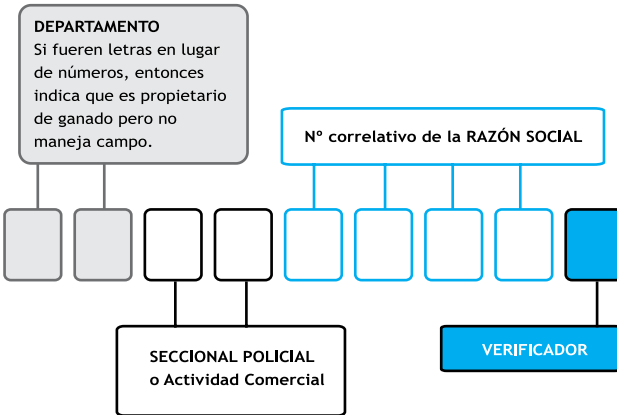 DEPARTAMENTO
Si fueren letras en lugar
de números, entonces
indica que es propietario
de ganado pero no
maneja campo.
Nº correlativo de la RAZÓN SOCIAL
SECCIONAL POLICIAL
o Actividad Comercial
VERIFICADOR